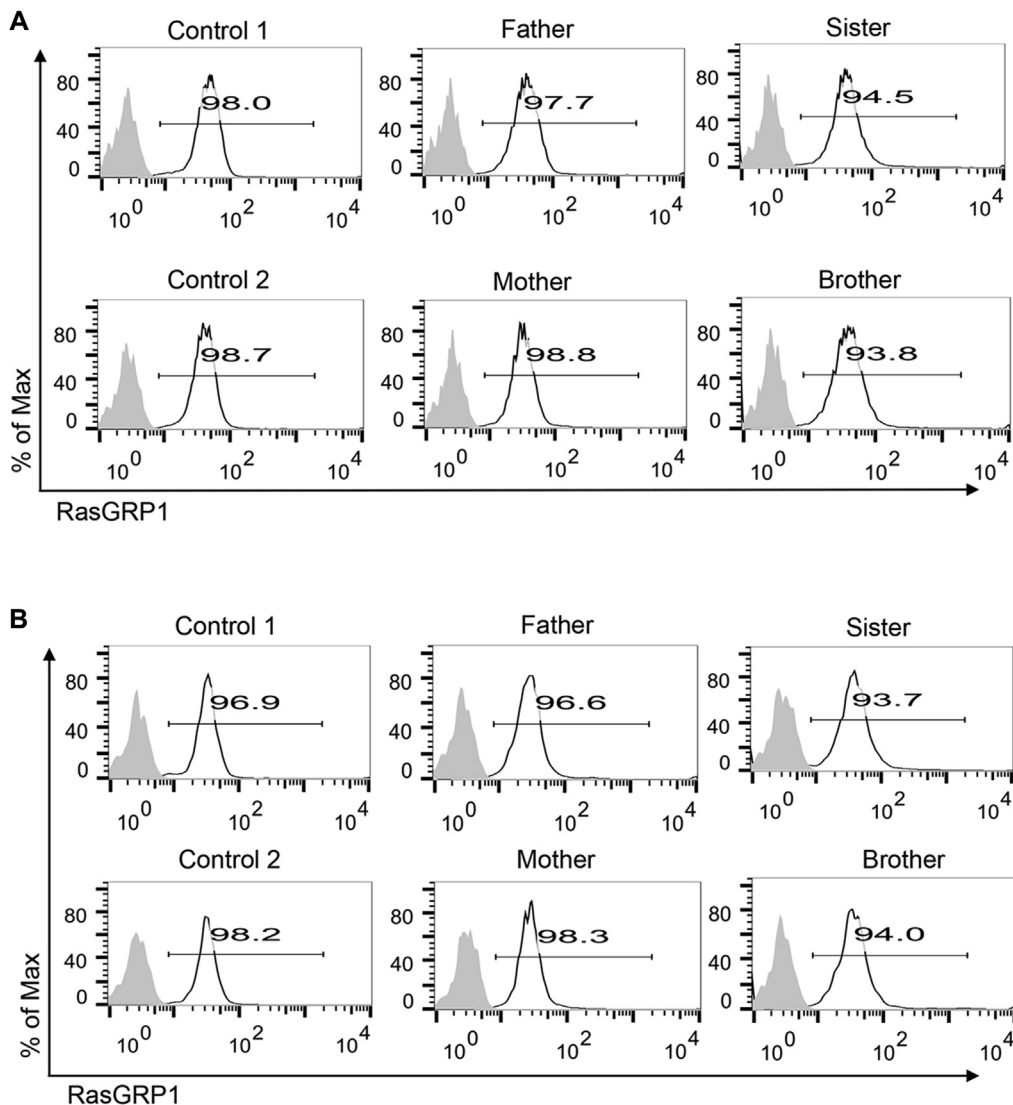 A
Control 1 Father Sister
80 80 80
98.0 97.7 94.5
40 40 40
0 0 0
10^0 10^2 10^4 10^0 10^2 10^4 10^0 10^2 10^4
Control 2 Mother Brother
80 80 80
98.7 98.8 93.8
40 40 40
0 0 0
10^0 10^2 10^4 10^0 10^2 10^4 10^0 10^2 10^4
% of Max
RasGRP1
B
Control 1 Father Sister
80 80 80
96.9 96.6 93.7
40 40 40
0 0 0
10^0 10^2 10^4 10^0 10^2 10^4 10^0 10^2 10^4
Control 2 Mother Brother
80 80 80
98.2 98.3 94.0
40 40 40
0 0 0
10^0 10^2 10^4 10^0 10^2 10^4 10^0 10^2 10^4
% of Max
RasGRP1